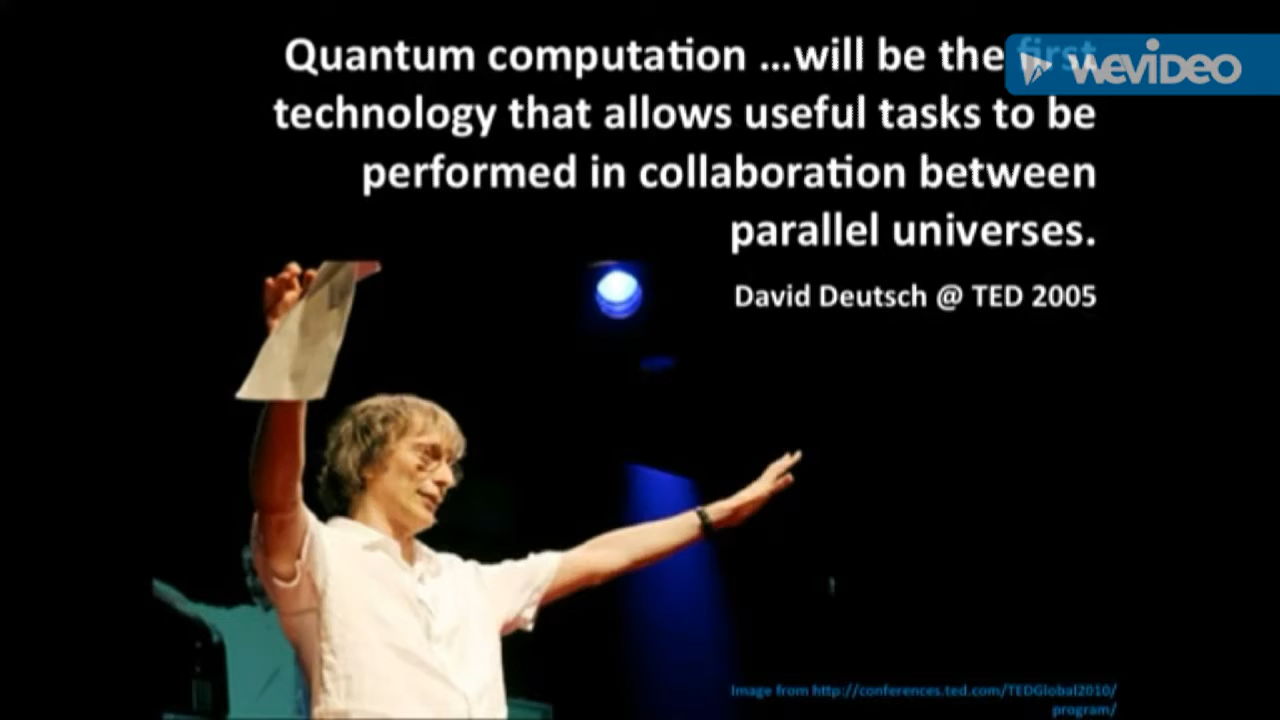 Quantum computation ...will be the first
WEVIDEO
technology that allows useful tasks to be
performed in collaboration between
parallel universes.
David Deutsch @ TED 2005
Image from http://conferences.ted.com/TEDGlobal2010/
program/